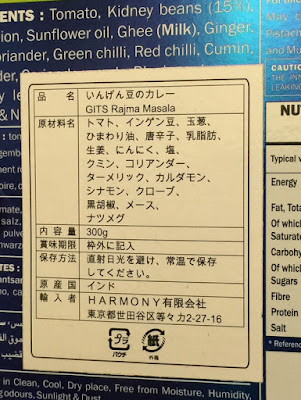 ENTS : Tomato, Kidney beans (15%),
ion, Sunflower oil, Ghee (Milk), Ginger,
oriander, Green chilli, Red chilli, Cumin,
品 名 いんげん豆のカレー
GITS Rajma Masala
原材料名 トマト、インゲン豆、玉葱、
ひまわり油、唐辛子、乳脂肪、
生姜、にんにく、塩、
クミン、コリアンダー、
ターメリック、カルダモン、
シナモン、クローブ、
黒胡椒、メース、
ナツメグ
内 容 量 300g
賞味期限 枠外に記入
保存方法 直射日光を避け、常温で保存
してください。
原 産 国 インド
輸 入 者 HARMONY有限会社
東京都世田谷区等々力2-27-16
プラ
パウチ
紙
外箱
CAUTION
THE INN
LEAKING
NUT
Typical v
Energy
Fat, Tota
Of which
Saturate
Carbohy
Of which
Sugars
Fibre
Protein
Salt
* Referenc
in Clean, Cool, Dry place, Free from Moisture, Humidity,
odours, Sunlight & Dust